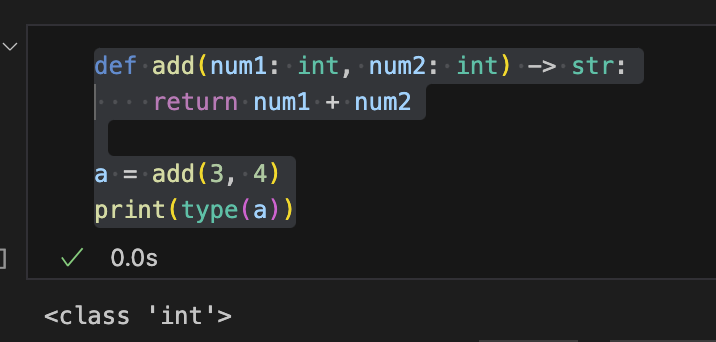 def add(num1: int, num2: int) -> str:
    return num1 + num2

a = add(3, 4)
print(type(a))
]
0.0s
<class 'int'>